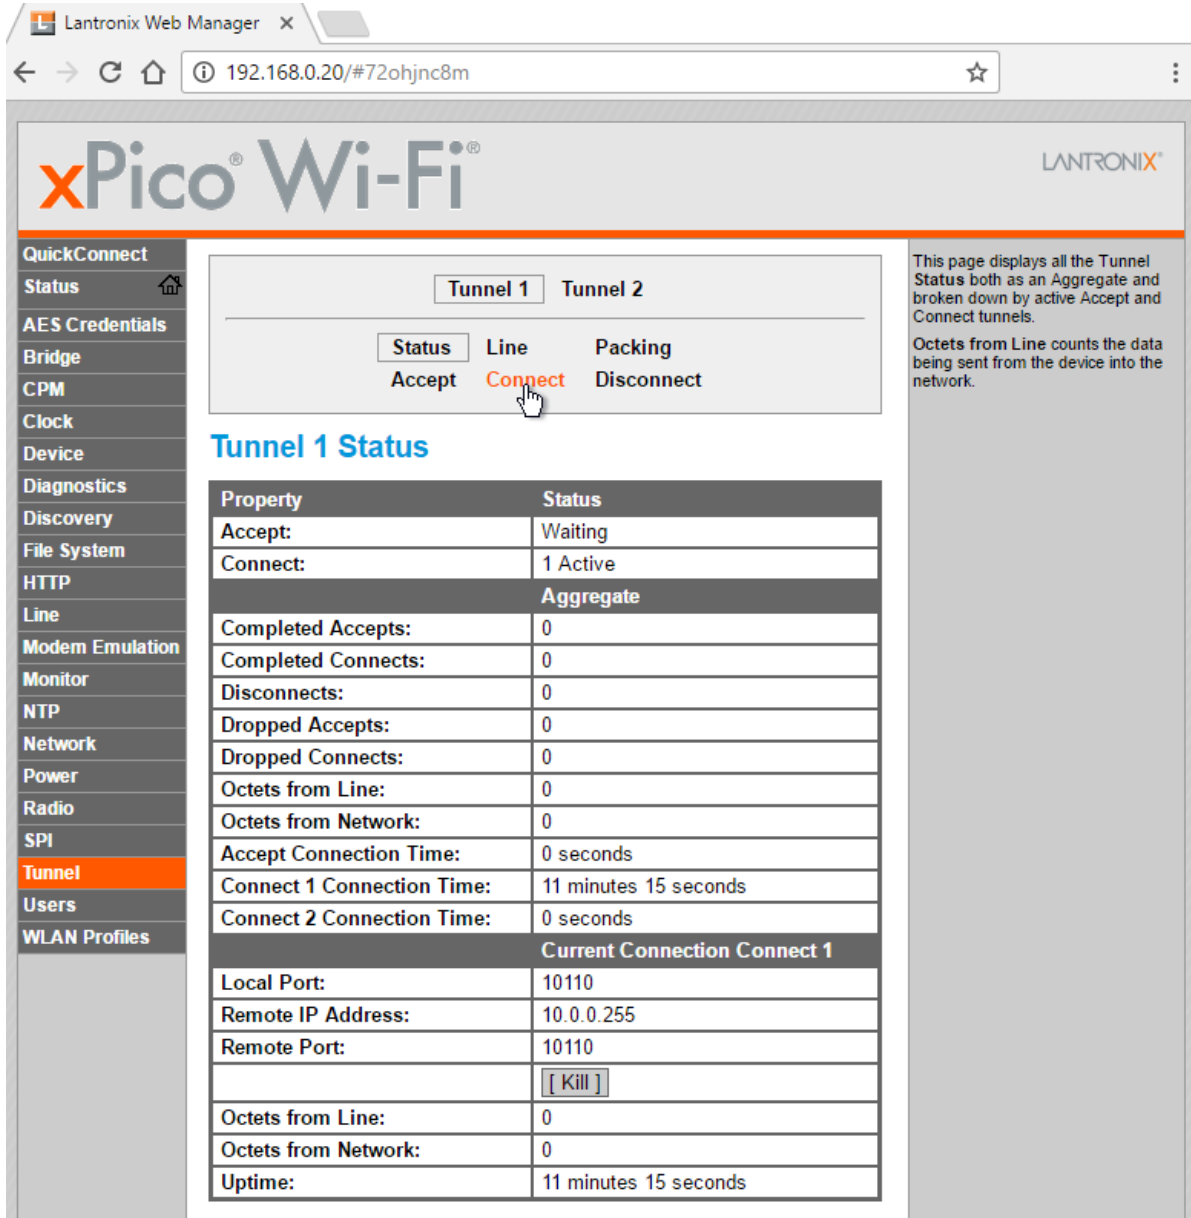 Lantronix Web Manager
192.168.0.20/#72ohjnc8m
xPico® Wi-Fi®
LANTRONIX®
QuickConnect
Status
AES Credentials
Bridge
CPM
Clock
Device
Diagnostics
Discovery
File System
HTTP
Line
Modem Emulation
Monitor
NTP
Network
Power
Radio
SPI
Tunnel
Users
WLAN Profiles
Tunnel 1 Tunnel 2
Status Line Packing
Accept Connect Disconnect
Tunnel 1 Status
Property Status
Accept: Waiting
Connect: 1 Active
Aggregate
Completed Accepts: 0
Completed Connects: 0
Disconnects: 0
Dropped Accepts: 0
Dropped Connects: 0
Octets from Line: 0
Octets from Network: 0
Accept Connection Time: 0 seconds
Connect 1 Connection Time: 11 minutes 15 seconds
Connect 2 Connection Time: 0 seconds
Current Connection Connect 1
Local Port: 10110
Remote IP Address: 10.0.0.255
Remote Port: 10110
[ Kill ]
Octets from Line: 0
Octets from Network: 0
Uptime: 11 minutes 15 seconds
This page displays all the Tunnel
Status both as an Aggregate and
broken down by active Accept and
Connect tunnels.
Octets from Line counts the data
being sent from the device into the
network.